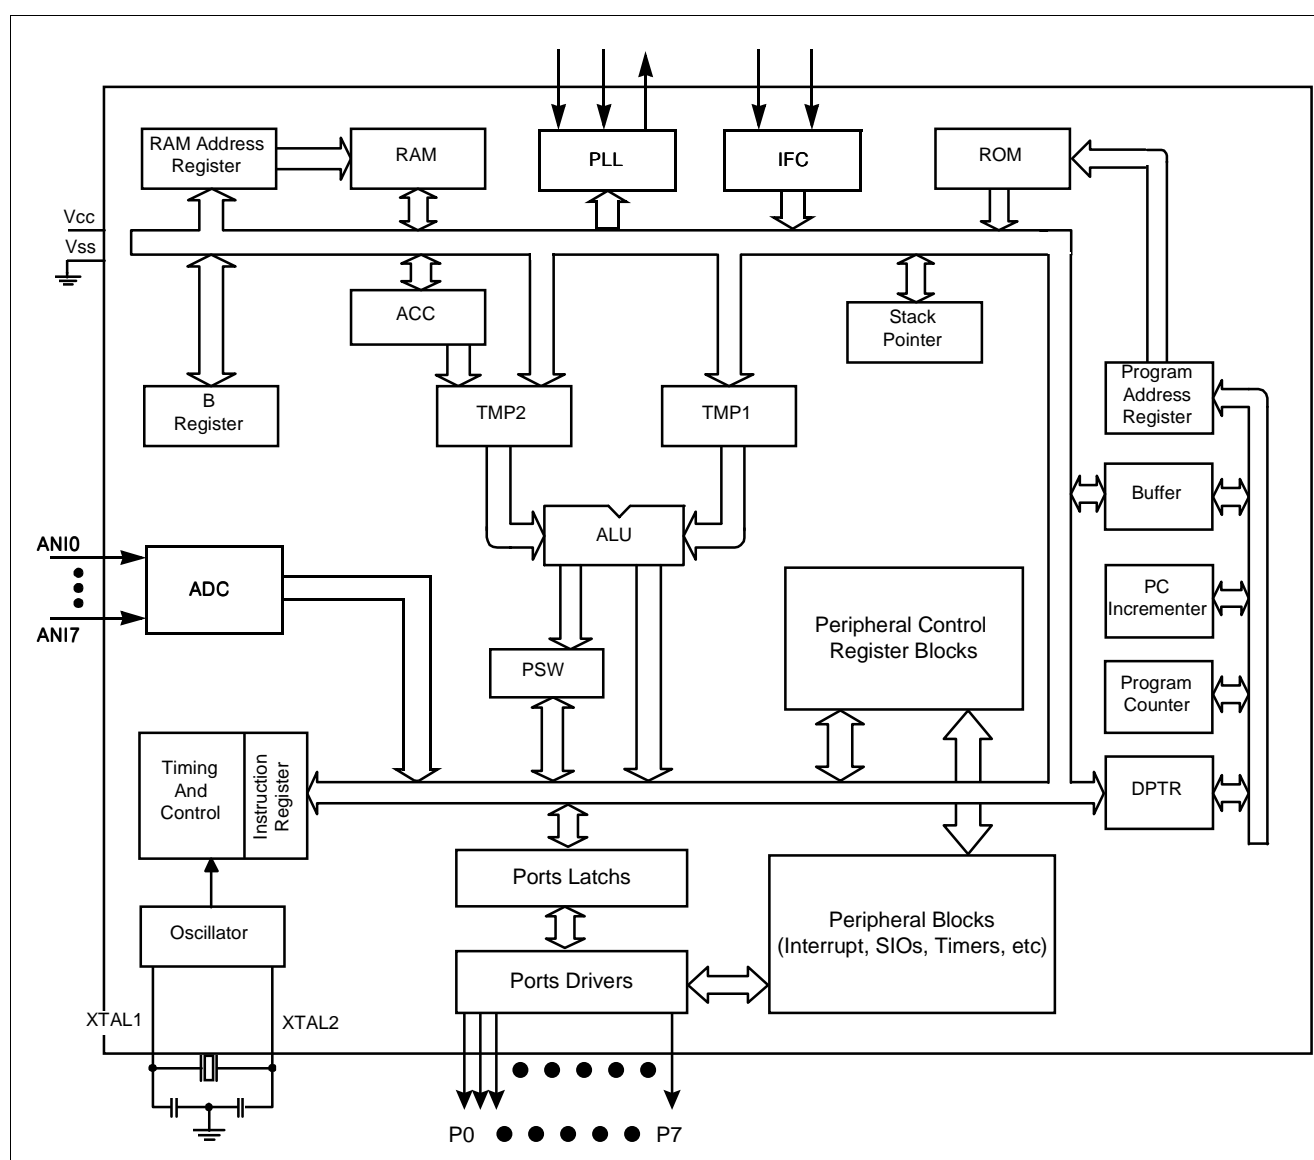 RAM Address
Register
RAM
PLL
IFC
ROM
Vcc
Vss
ACC
Stack
Pointer
B
Register
TMP2
TMP1
Program
Address
Register
Buffer
ALU
ANI0
ADC
ANI7
PC
Incrementer
Peripheral Control
Register Blocks
PSW
Program
Counter
Timing
And
Control
Instruction
Register
DPTR
Ports Latchs
Oscillator
Peripheral Blocks
(Interrupt, SIOs, Timers, etc)
Ports Drivers
XTAL1
XTAL2
P0
P7